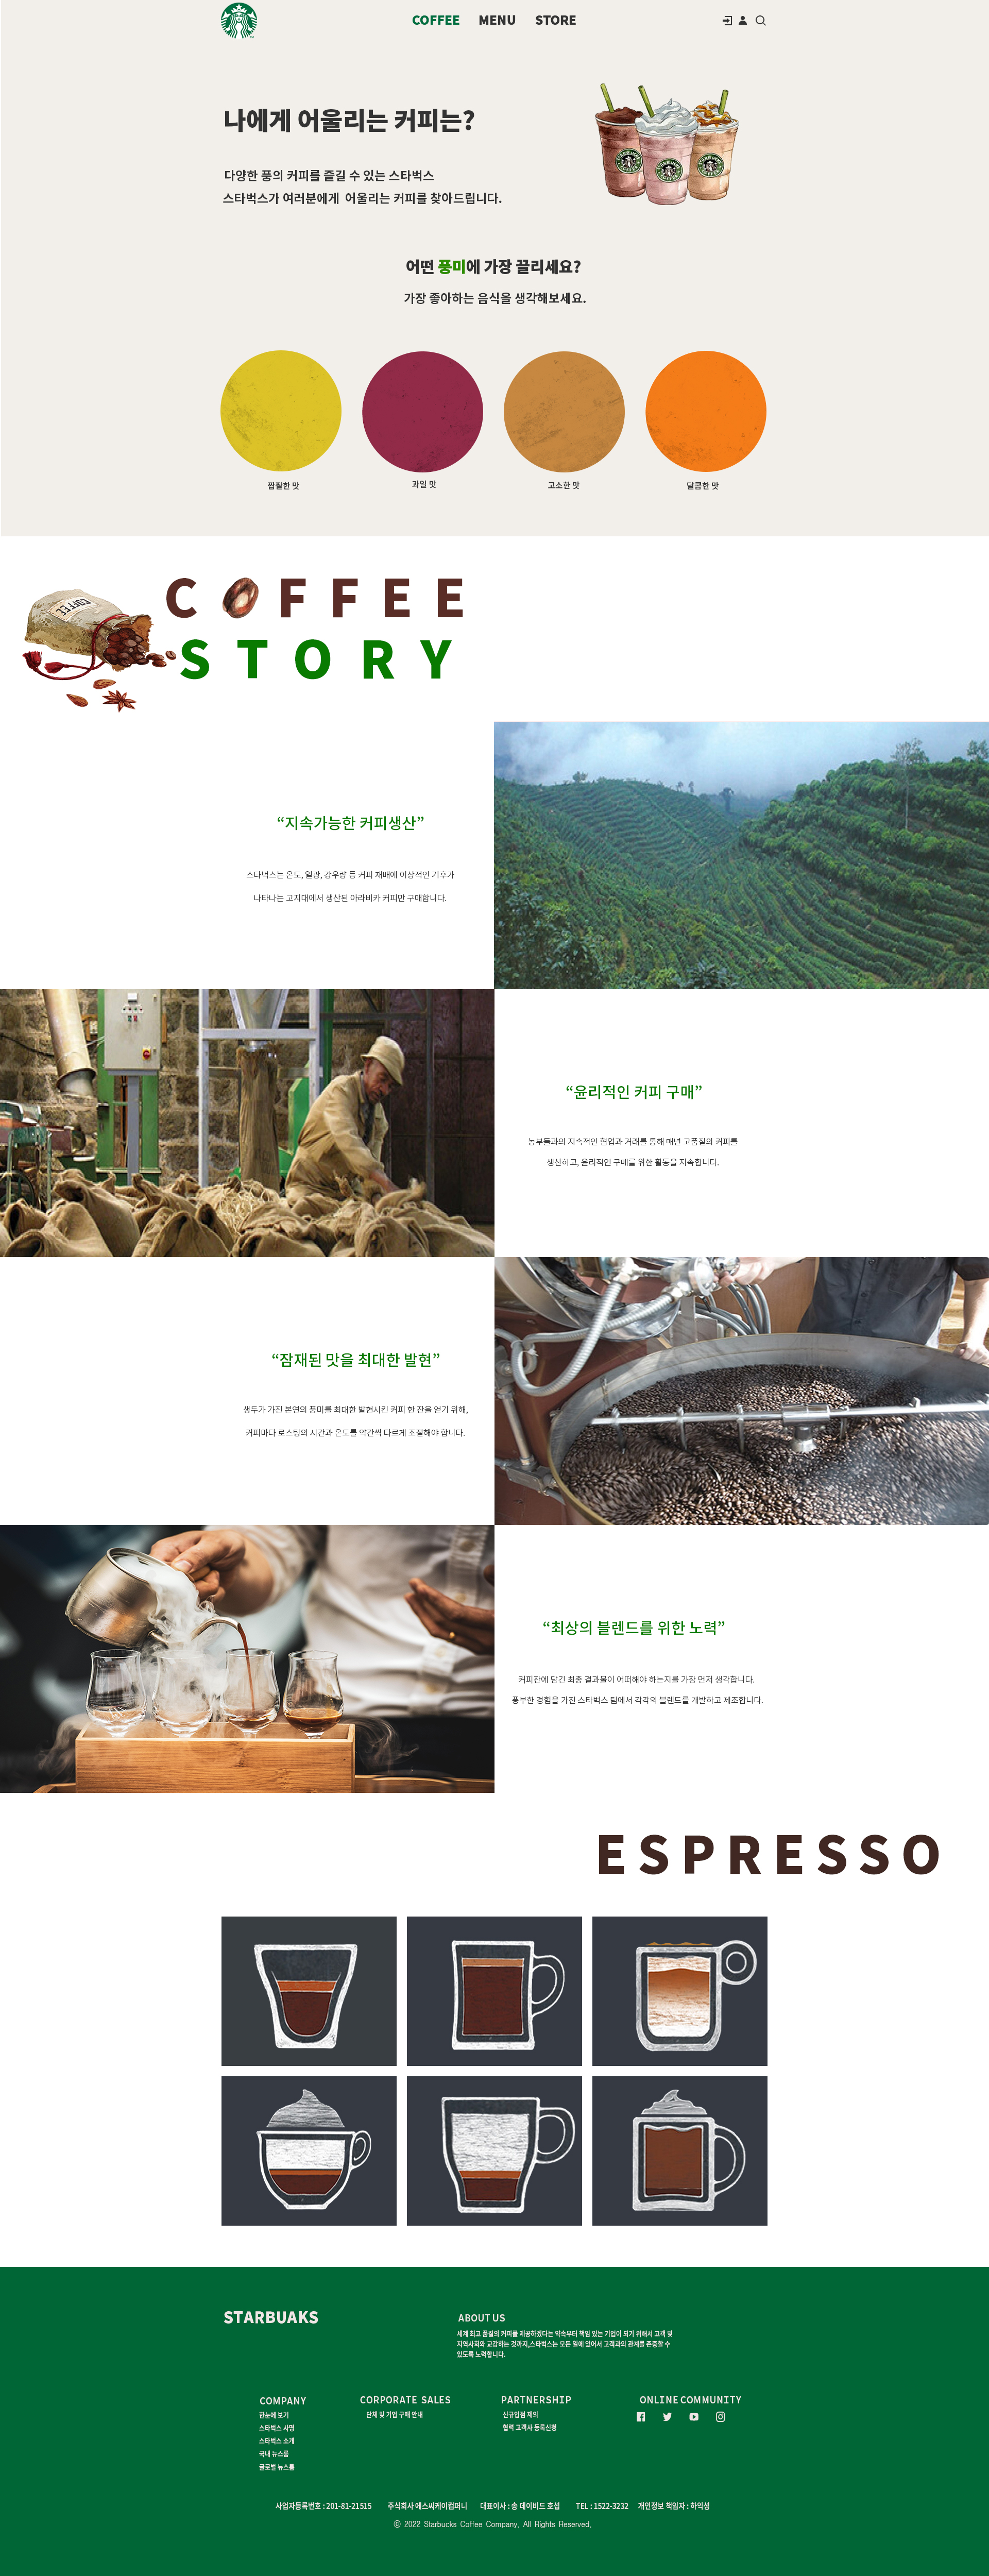 COFFEE MENU STORE
나에게 어울리는 커피는?
다양한 풍의 커피를 즐길 수 있는 스타벅스
스타벅스가 여러분에게 어울리는 커피를 찾아드립니다.
어떤 풍미에 가장 끌리세요?
가장 좋아하는 음식을 생각해보세요.
짭짤한 맛 과일 맛 고소한 맛 달콤한 맛
COFFEE
COFFEE
STORY
“지속가능한 커피생산”
스타벅스는 온도, 일광, 강우량 등 커피 재배에 이상적인 기후가
나타나는 고지대에서 생산된 아라비카 커피만 구매합니다.
“윤리적인 커피 구매”
농부들과의 지속적인 협업과 거래를 통해 매년 고품질의 커피를
생산하고, 윤리적인 구매를 위한 활동을 지속합니다.
“잠재된 맛을 최대한 발현”
생두가 가진 본연의 풍미를 최대한 발현시킨 커피 한 잔을 얻기 위해,
커피마다 로스팅의 시간과 온도를 약간씩 다르게 조절해야 합니다.
“최상의 블렌드를 위한 노력”
커피잔에 담긴 최종 결과물이 어떠해야 하는지를 가장 먼저 생각합니다.
풍부한 경험을 가진 스타벅스 팀에서 각각의 블렌드를 개발하고 제조합니다.
ESPRESSO
STARBUAKS
ABOUT US
세계 최고 품질의 커피를 제공하겠다는 약속부터 책임 있는 기업이 되기 위해서 고객 및
지역사회와 교감하는 것까지,스타벅스는 모든 일에 있어서 고객과의 관계를 존중할 수
있도록 노력합니다.
COMPANY
한눈에 보기
스타벅스 사명
스타벅스 소개
국내 뉴스룸
글로벌 뉴스룸
CORPORATE SALES
단체 및 기업 구매 안내
PARTNERSHIP
신규입점 제의
협력 고객사 등록신청
ONLINE COMMUNITY
사업자등록번호 : 201-81-21515 주식회사 에스씨케이컴퍼니 대표이사 : 송 데이비드 호섭 TEL : 1522-3232 개인정보 책임자 : 하익성
ⓒ 2022 Starbucks Coffee Company. All Rights Reserved.